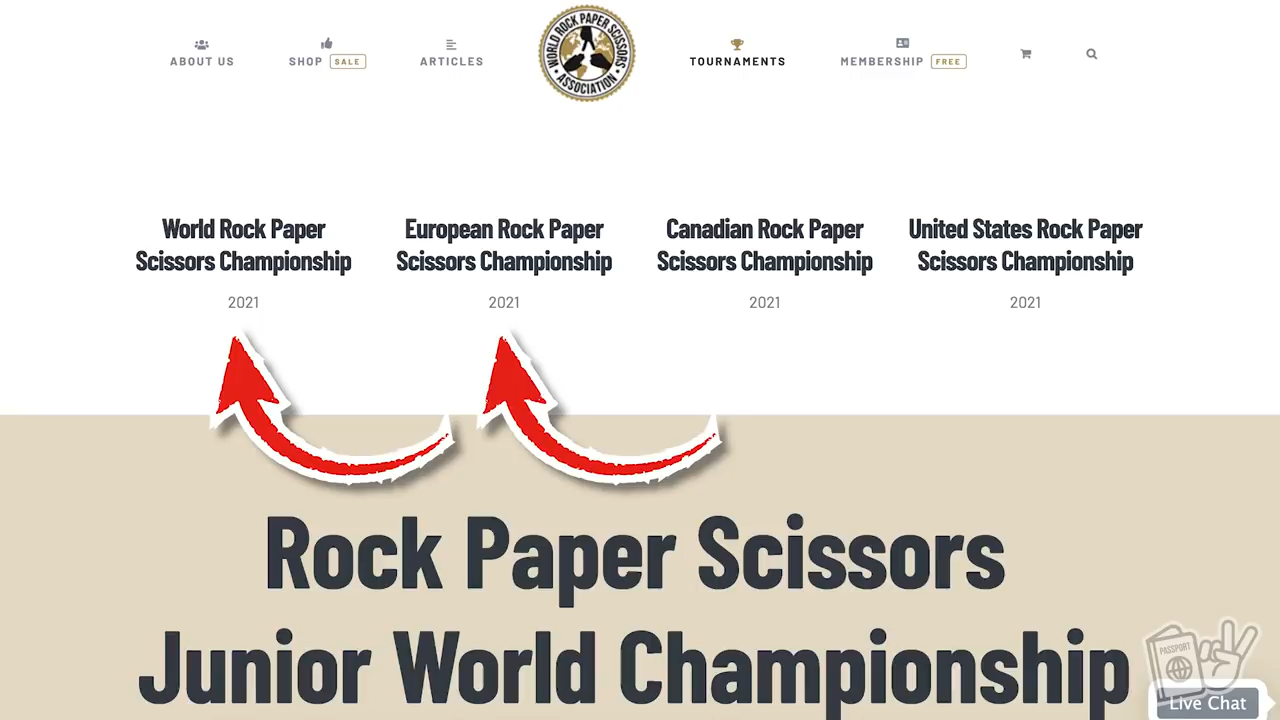 ABOUT US
SHOP SALE
ARTICLES
WORLD ROCK PAPER SCISSORS ASSOCIATION
TOURNAMENTS
MEMBERSHIP FREE
World Rock Paper
Scissors Championship
2021
European Rock Paper
Scissors Championship
2021
Canadian Rock Paper
Scissors Championship
2021
United States Rock Paper
Scissors Championship
2021
Rock Paper Scissors
Junior World Championship
PASSPORT
Live Chat